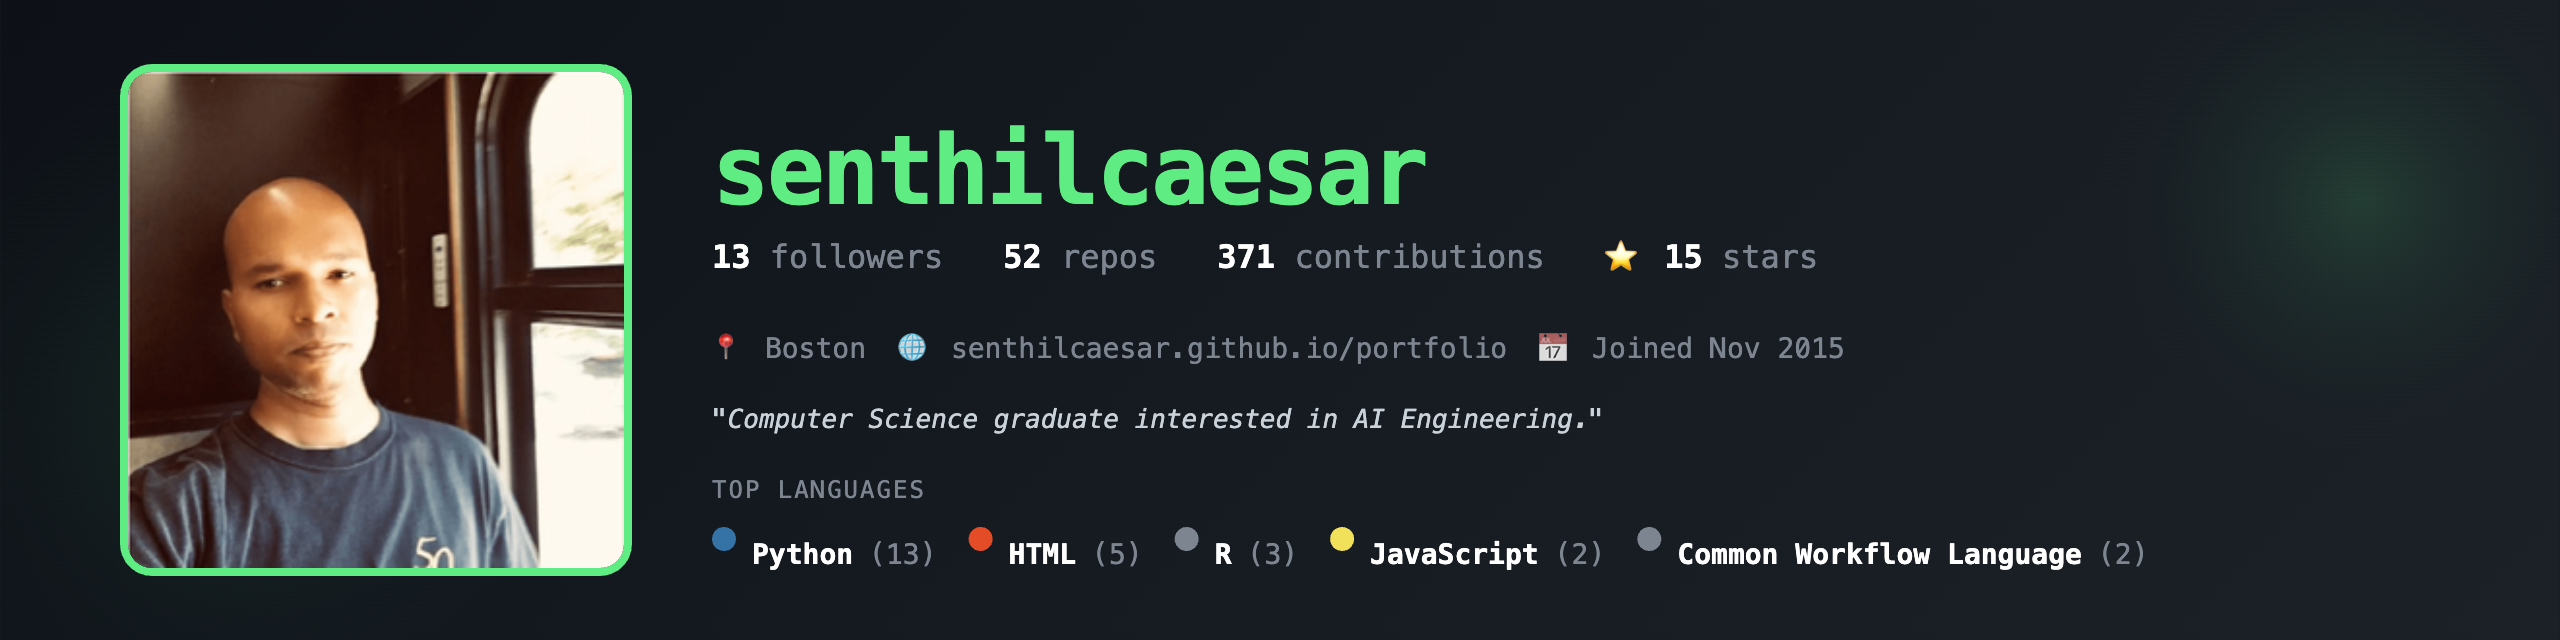 senthilcaesar
13 followers 52 repos 371 contributions ⭐ 15 stars
📍 Boston 🌐 senthilcaesar.github.io/portfolio 📅 Joined Nov 2015
"Computer Science graduate interested in AI Engineering."
TOP LANGUAGES
Python (13) HTML (5) R (3) JavaScript (2) Common Workflow Language (2)
50